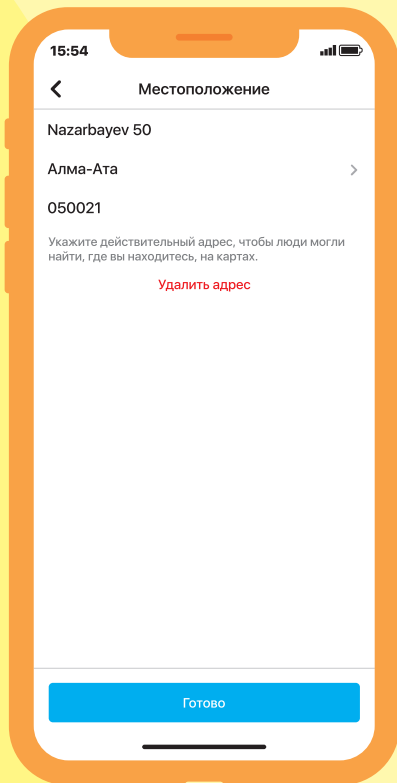 15:54
Местоположение
Nazarbayev 50
Алма-Ата
050021
Укажите действительный адрес, чтобы люди могли
найти, где вы находитесь, на картах.
Удалить адрес
Готово